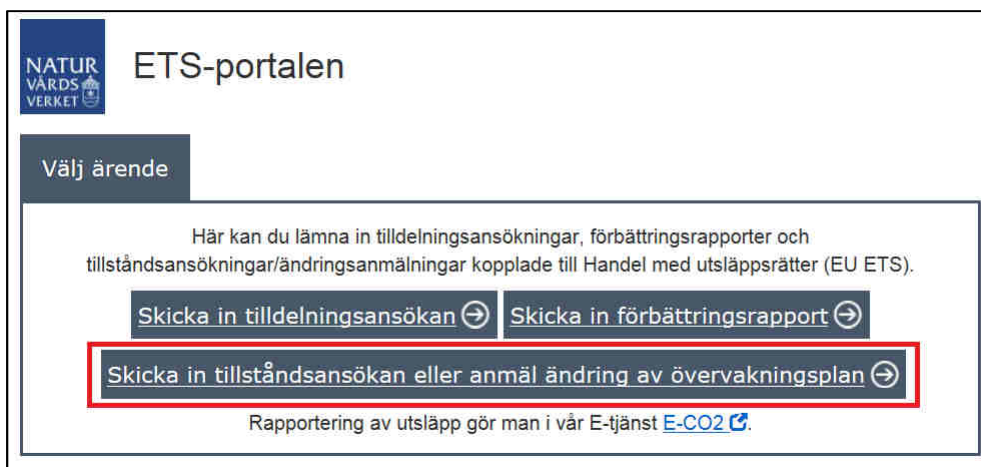 NATUR
VÅRDS
VERKET
ETS-portalen
Välj ärende
Här kan du lämna in tilldelningsansökningar, förbättringsrapporter och
tillståndsansökningar/ändringsanmälningar kopplade till Handel med utsläppsrätter (EU ETS).
Skicka in tilldelningsansökan Skicka in förbättringsrapport
Skicka in tillståndsansökan eller anmäl ändring av övervakningsplan
Rapportering av utsläpp gör man i vår E-tjänst E-CO2.